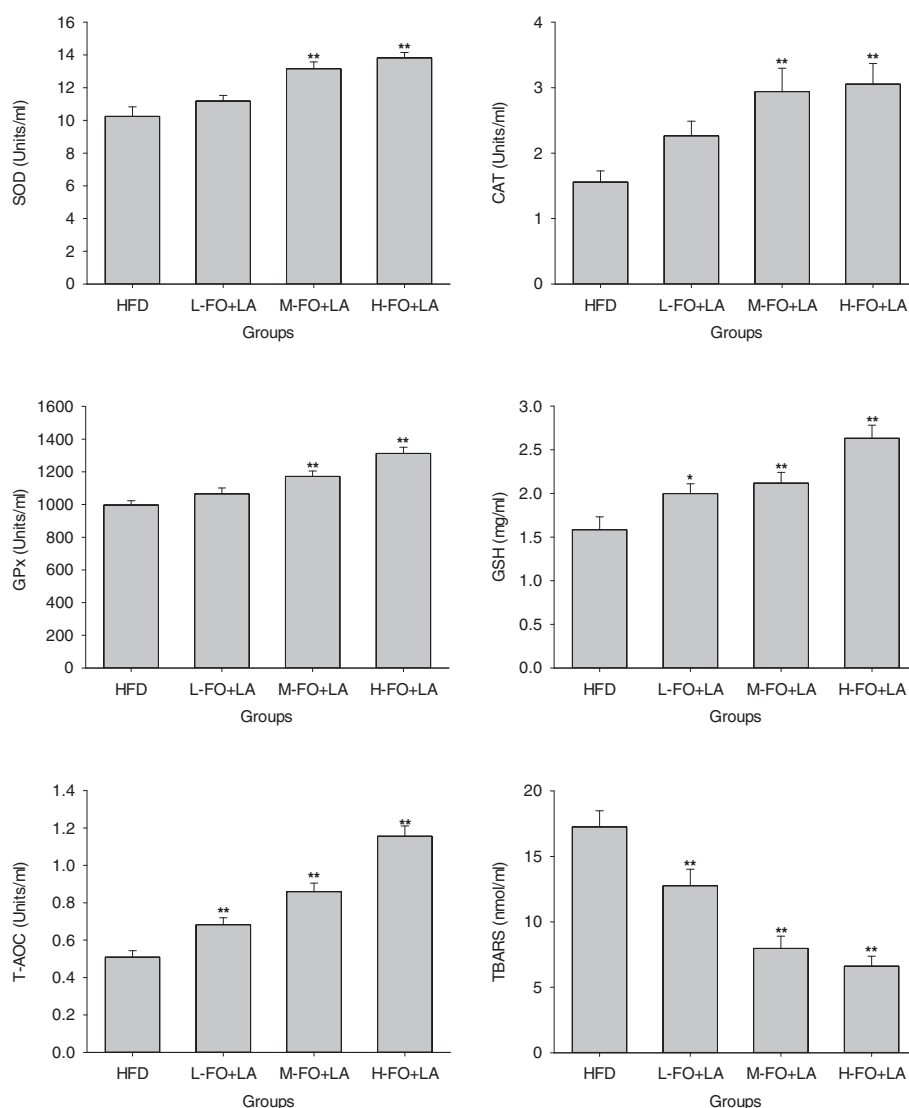 16
14
12
10
8
6
4
2
0
SOD (Units/ml)
** **
HFD L-FO+LA M-FO+LA H-FO+LA
Groups
4
3
2
1
0
CAT (Units/ml)
** **
HFD L-FO+LA M-FO+LA H-FO+LA
Groups
1600
1400
1200
1000
800
600
400
200
0
GPx (Units/ml)
** **
HFD L-FO+LA M-FO+LA H-FO+LA
Groups
3.0
2.5
2.0
1.5
1.0
0.5
0.0
GSH (mg/ml)
* ** **
HFD L-FO+LA M-FO+LA H-FO+LA
Groups
1.4
1.2
1.0
0.8
0.6
0.4
0.2
0.0
T-AOC (Units/ml)
** ** **
HFD L-FO+LA M-FO+LA H-FO+LA
Groups
20
15
10
5
0
TBARS (nmol/ml)
** ** **
HFD L-FO+LA M-FO+LA H-FO+LA
Groups